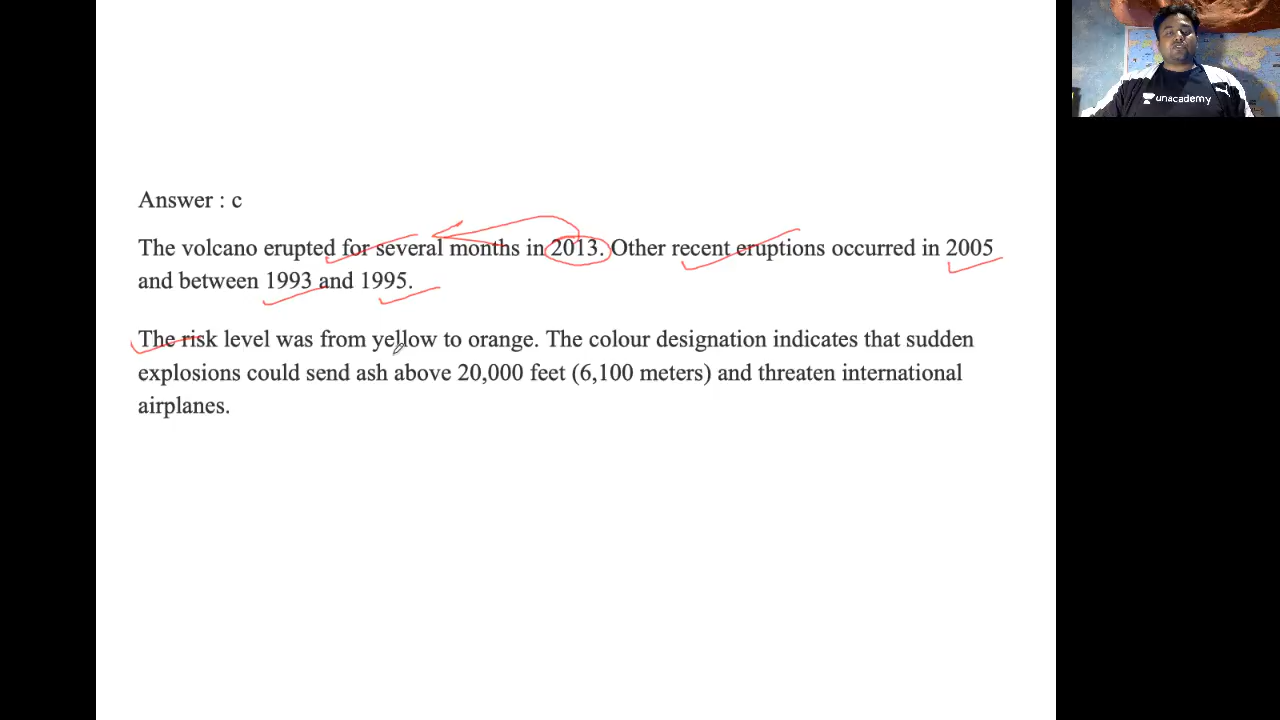 unacademy
Answer : c
The volcano erupted for several months in 2013. Other recent eruptions occurred in 2005
and between 1993 and 1995.
The risk level was from yellow to orange. The colour designation indicates that sudden
explosions could send ash above 20,000 feet (6,100 meters) and threaten international
airplanes.